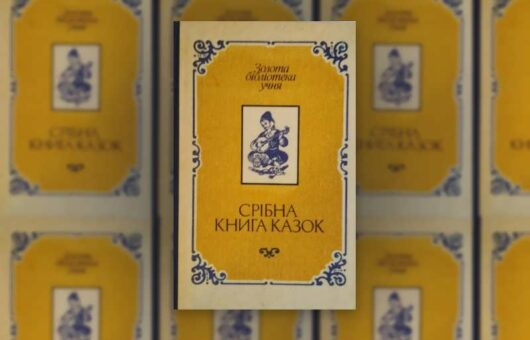 Золота
бібліотека
учня
СРІБНА
КНИГА КАЗОК